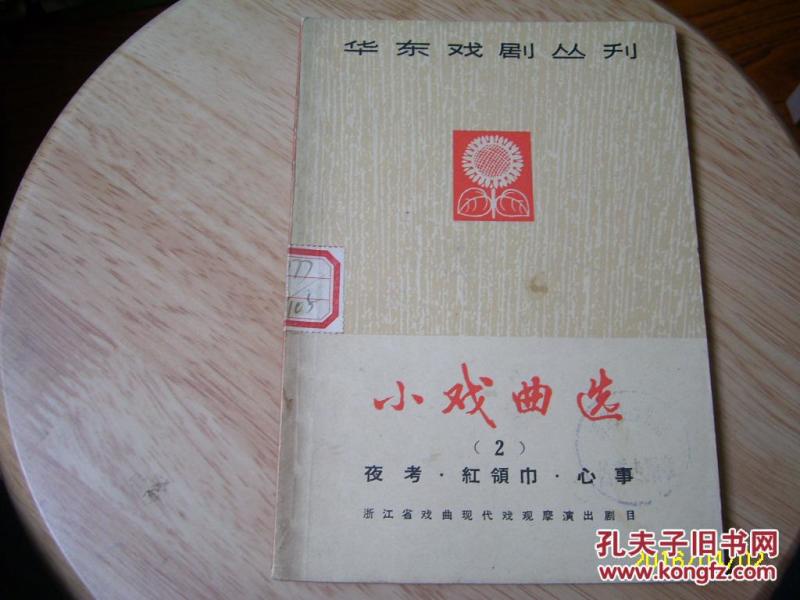 华东戏剧丛刊
77
103
小戏曲选
（2）
夜考·紅領巾·心事
浙江省戏曲现代戏观摩演出剧目
孔夫子旧书网
www.kongfz.com